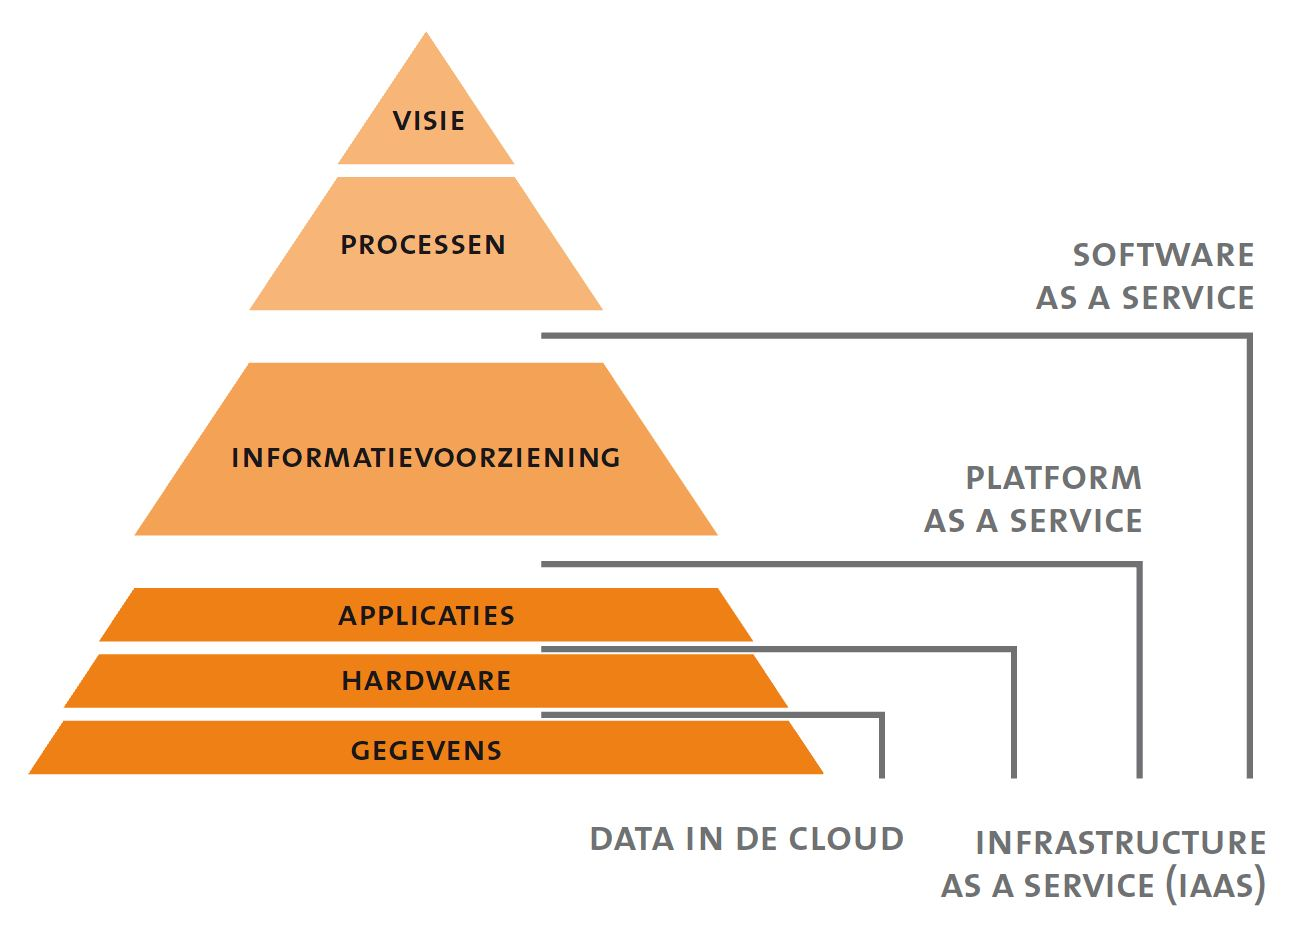 VISIE
PROCESSEN
SOFTWARE
AS A SERVICE
INFORMATIEVOORZIENING
PLATFORM
AS A SERVICE
APPLICATIES
HARDWARE
GEGEVENS
DATA IN DE CLOUD
INFRASTRUCTURE
AS A SERVICE (IAAS)